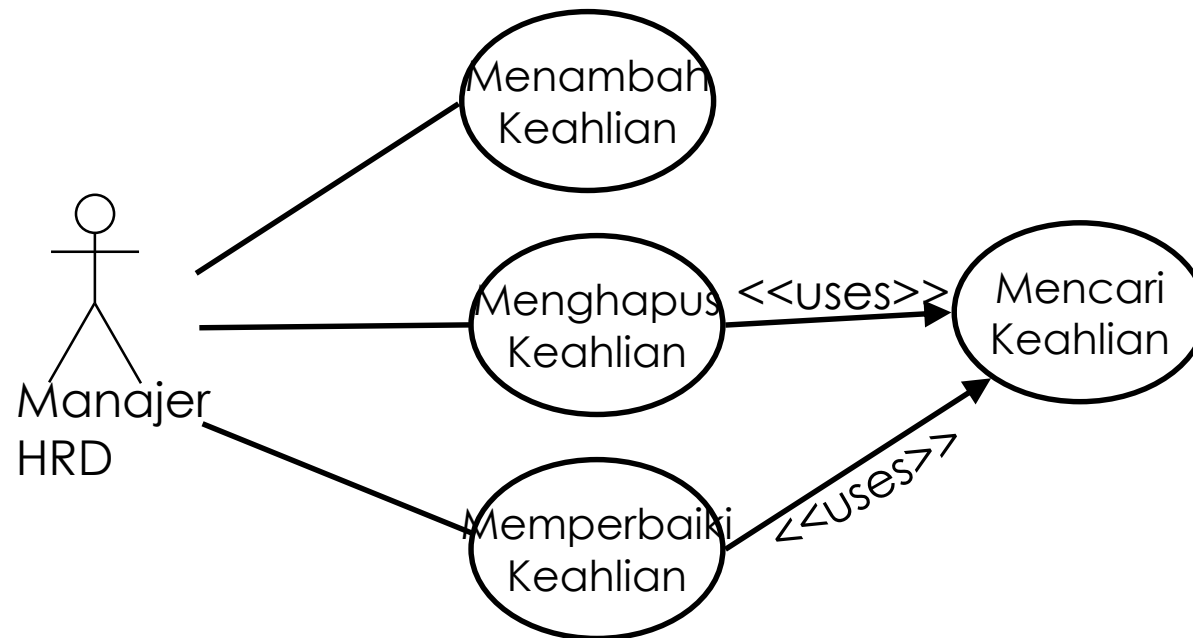 Menambah
Keahlian
Menghapus
Keahlian
<<uses>>
Mencari
Keahlian
Manajer
HRD
Memperbaiki
Keahlian
<<uses>>